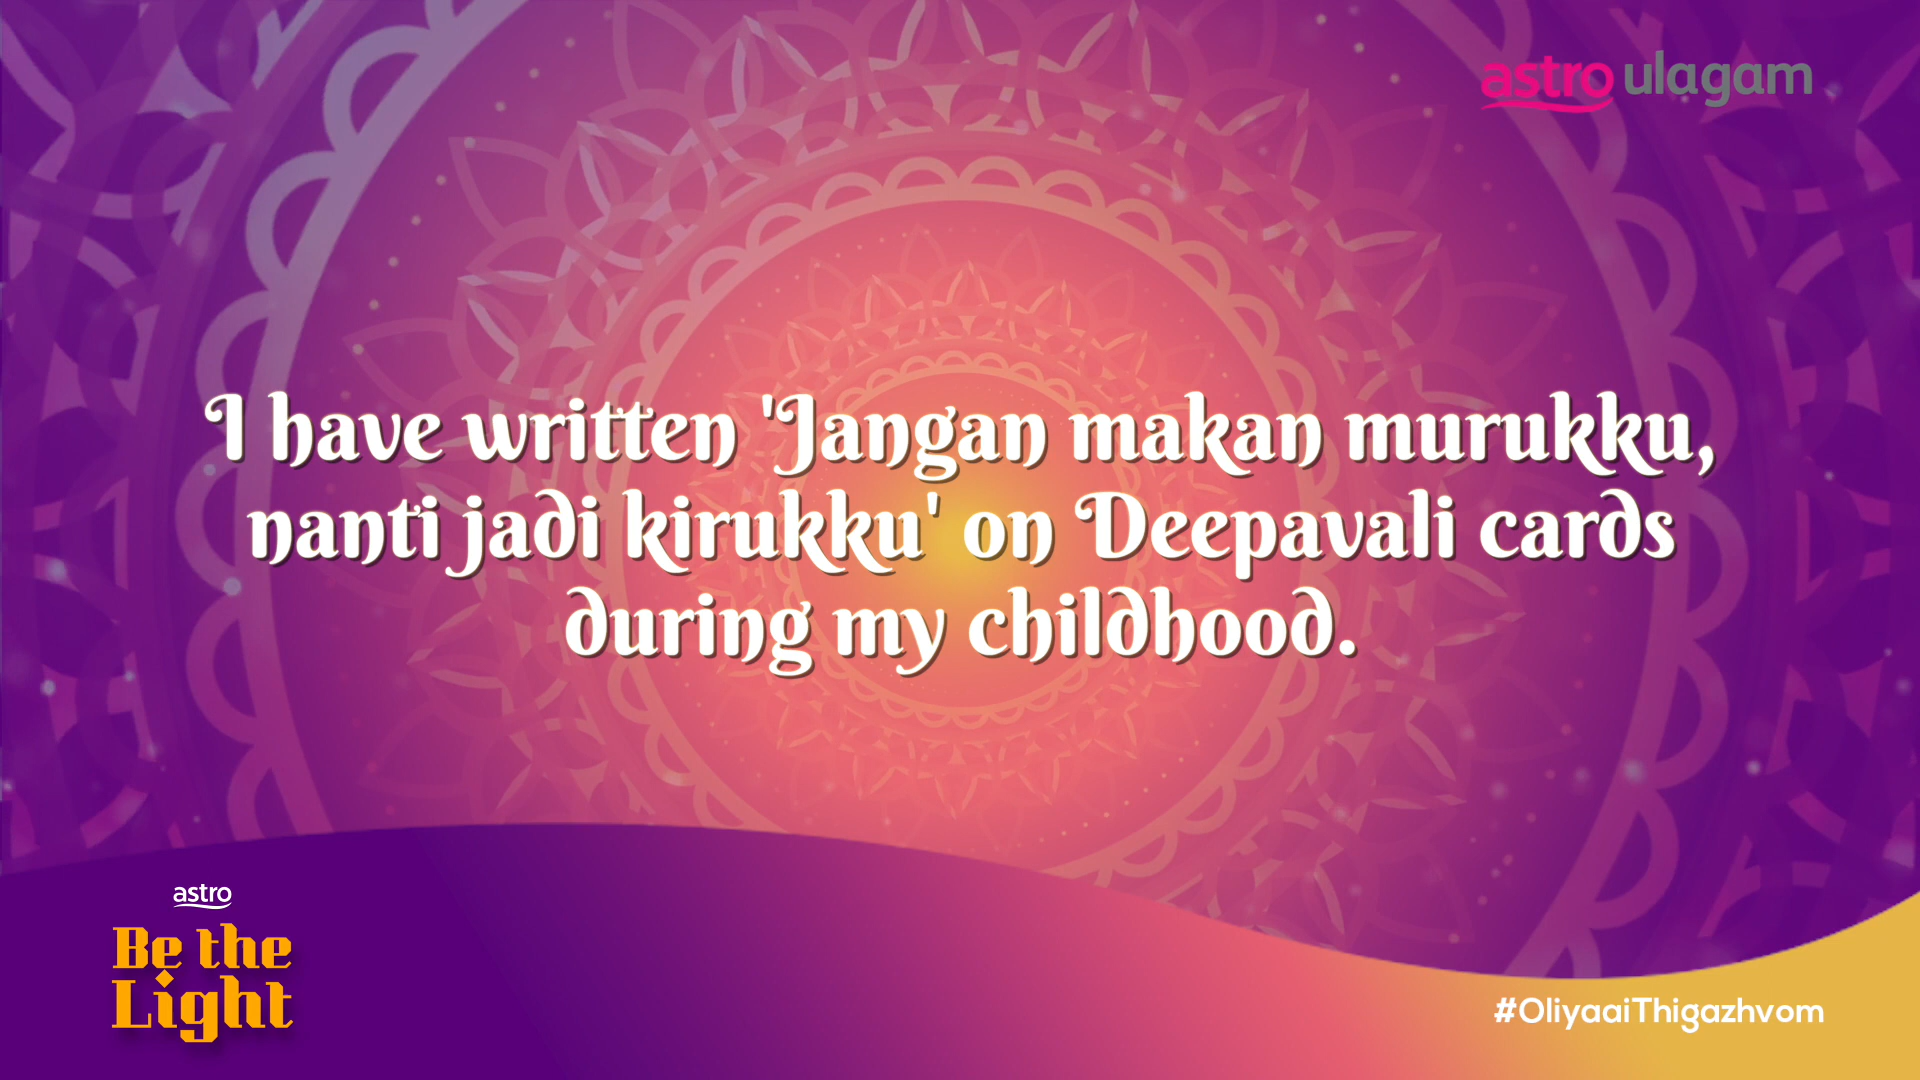 astro ulagam
I have written 'Jangan makan murukku,
nanti jadi kirukku' on Deepavali cards
during my childhood.
astro
Be the
Light
#OliyaaiThigazhvom